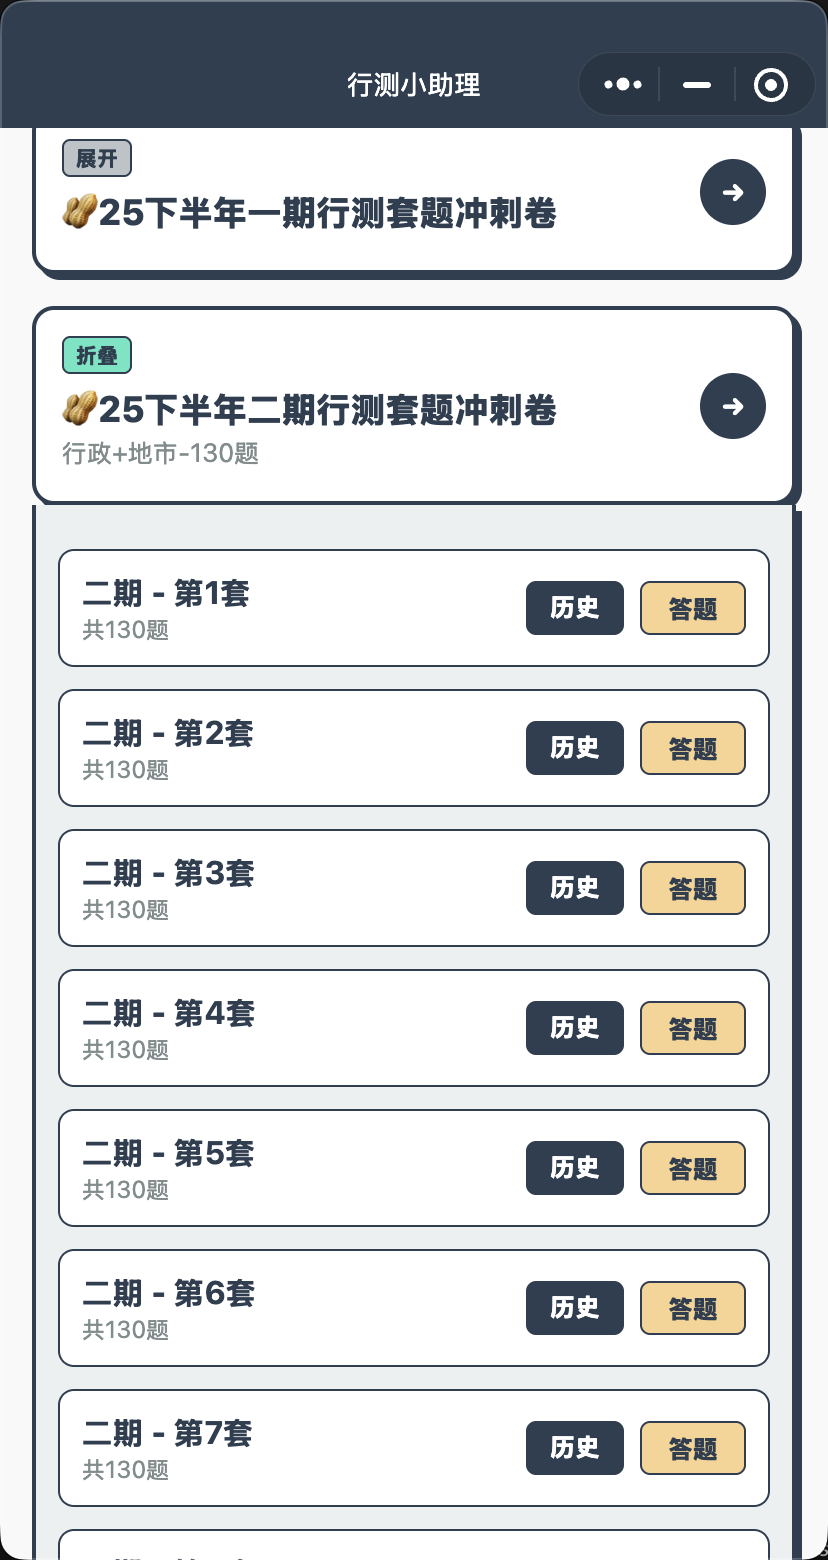 行测小助理
展开
🥜25下半年一期行测套题冲刺卷
折叠
🥜25下半年二期行测套题冲刺卷
行政+地市-130题
二期 - 第1套
共130题
历史
答题
二期 - 第2套
共130题
历史
答题
二期 - 第3套
共130题
历史
答题
二期 - 第4套
共130题
历史
答题
二期 - 第5套
共130题
历史
答题
二期 - 第6套
共130题
历史
答题
二期 - 第7套
共130题
历史
答题